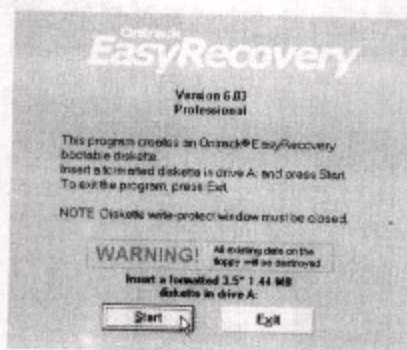 Ontrack
EasyRecovery
Version 6.03
Professional
This program creates an Ontrack® EasyRecovery
bootable diskette.
Insert a formatted diskette in drive A: and press Start.
To exit the program, press Exit.
NOTE: Diskette write-protect window must be closed.
WARNING! All existing data on the
floppy will be destroyed.
Insert a formatted 3.5" 1.44 MB
diskette in drive A:
Start Exit